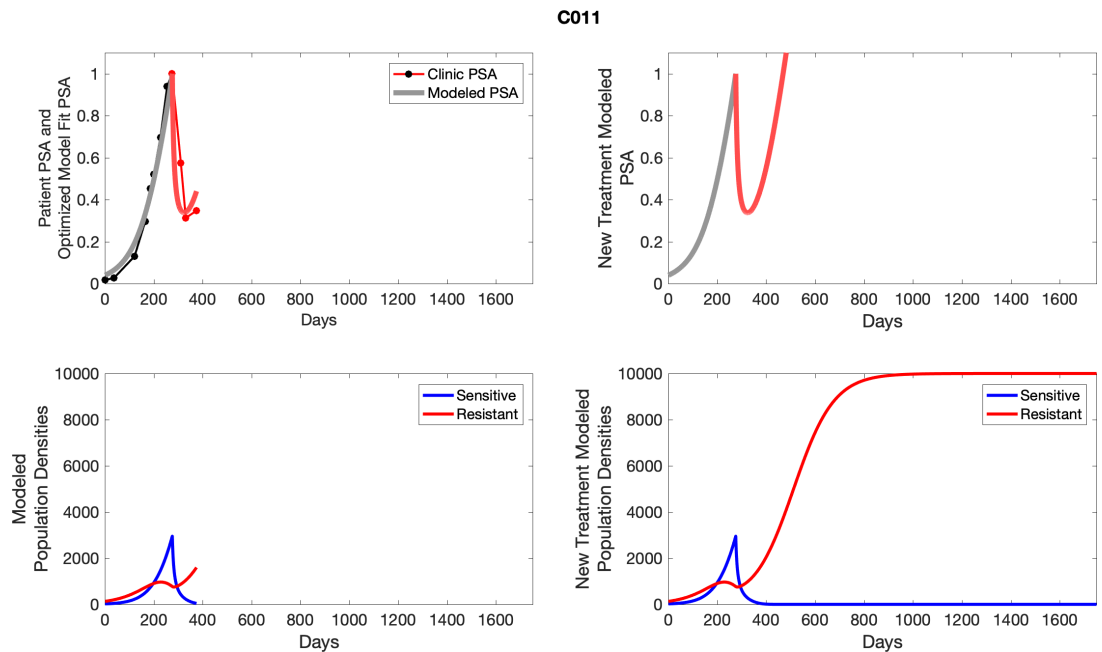 C011
Patient PSA and
Optimized Model Fit PSA
1
0.8
0.6
0.4
0.2
0
0 200 400 600 800 1000 1200 1400 1600
Days
Clinic PSA
Modeled PSA
New Treatment Modeled
PSA
1
0.8
0.6
0.4
0.2
0
0 200 400 600 800 1000 1200 1400 1600
Days
Modeled
Population Densities
10000
8000
6000
4000
2000
0
0 200 400 600 800 1000 1200 1400 1600
Days
Sensitive
Resistant
New Treatment Modeled
Population Densities
10000
8000
6000
4000
2000
0
0 200 400 600 800 1000 1200 1400 1600
Days
Sensitive
Resistant